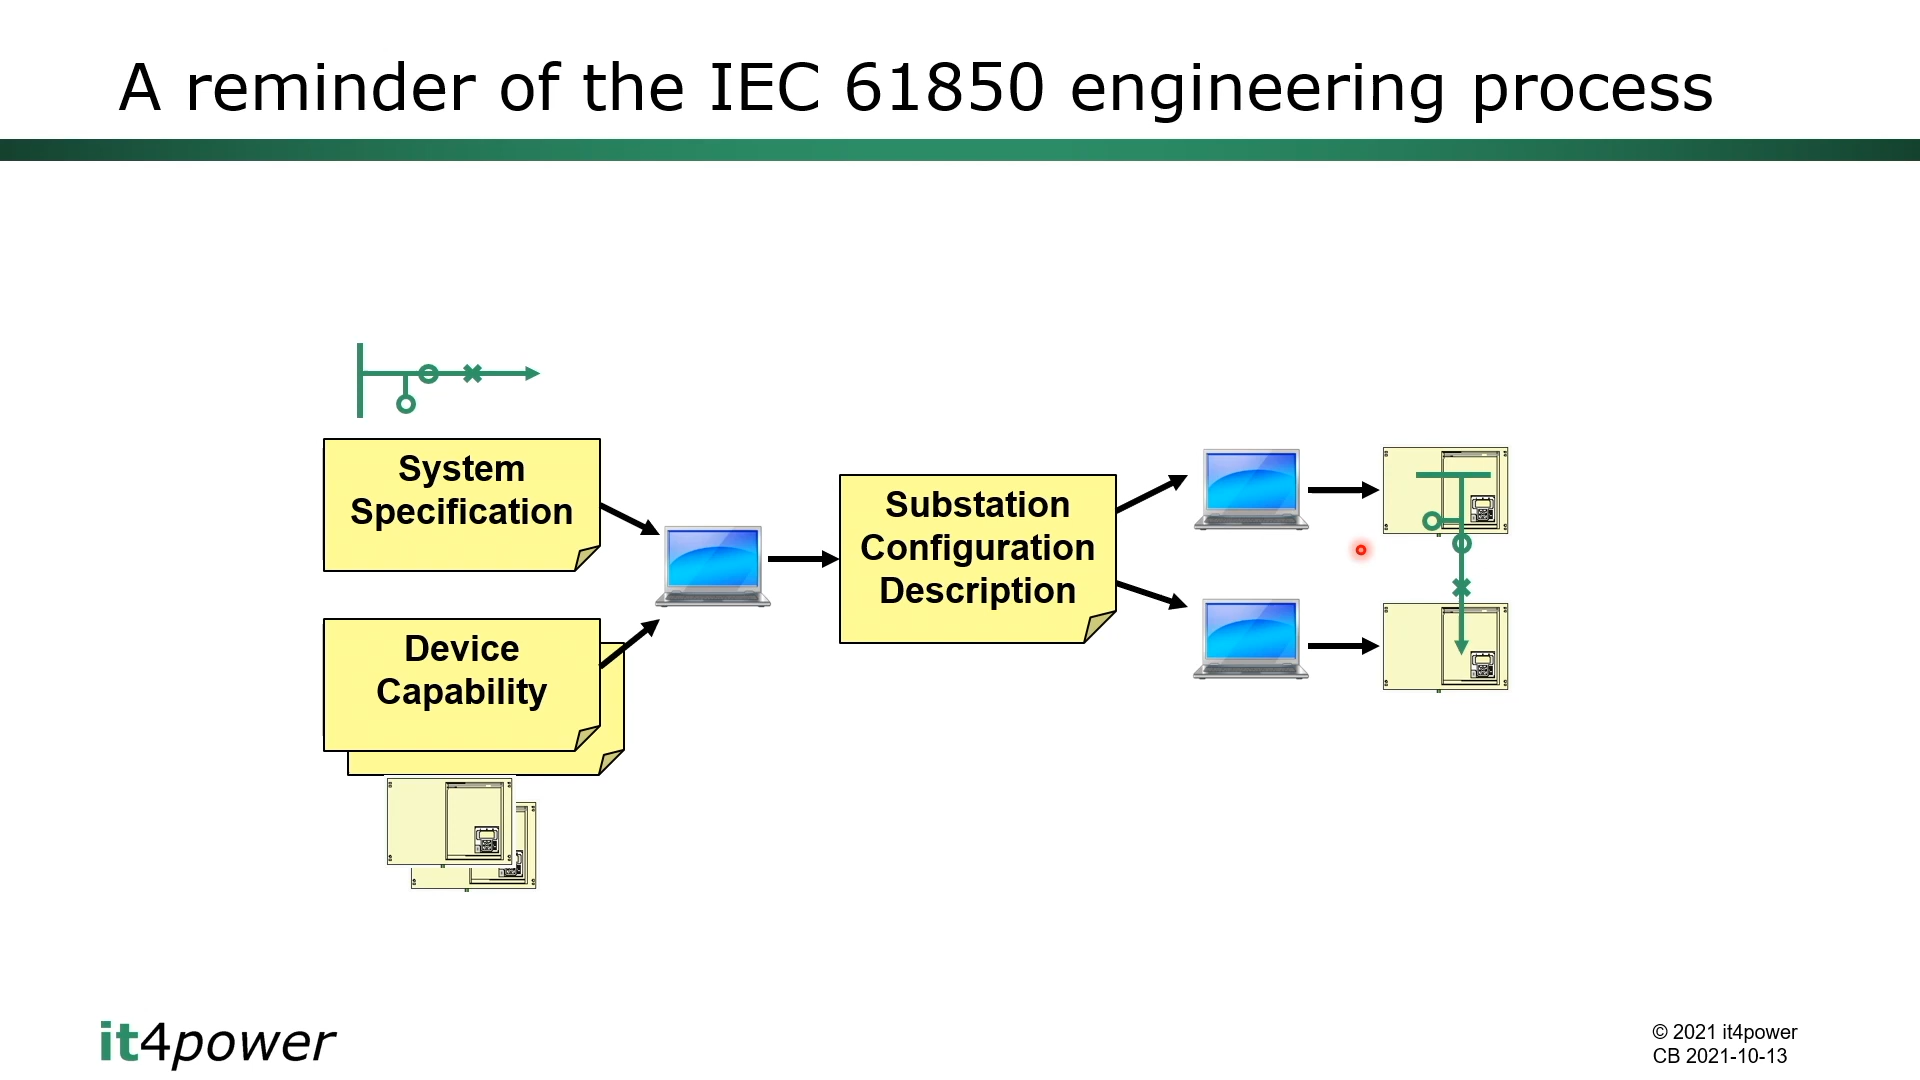 A reminder of the IEC 61850 engineering process
System
Specification
Device
Capability
Substation
Configuration
Description
it4power
© 2021 it4power
CB 2021-10-13